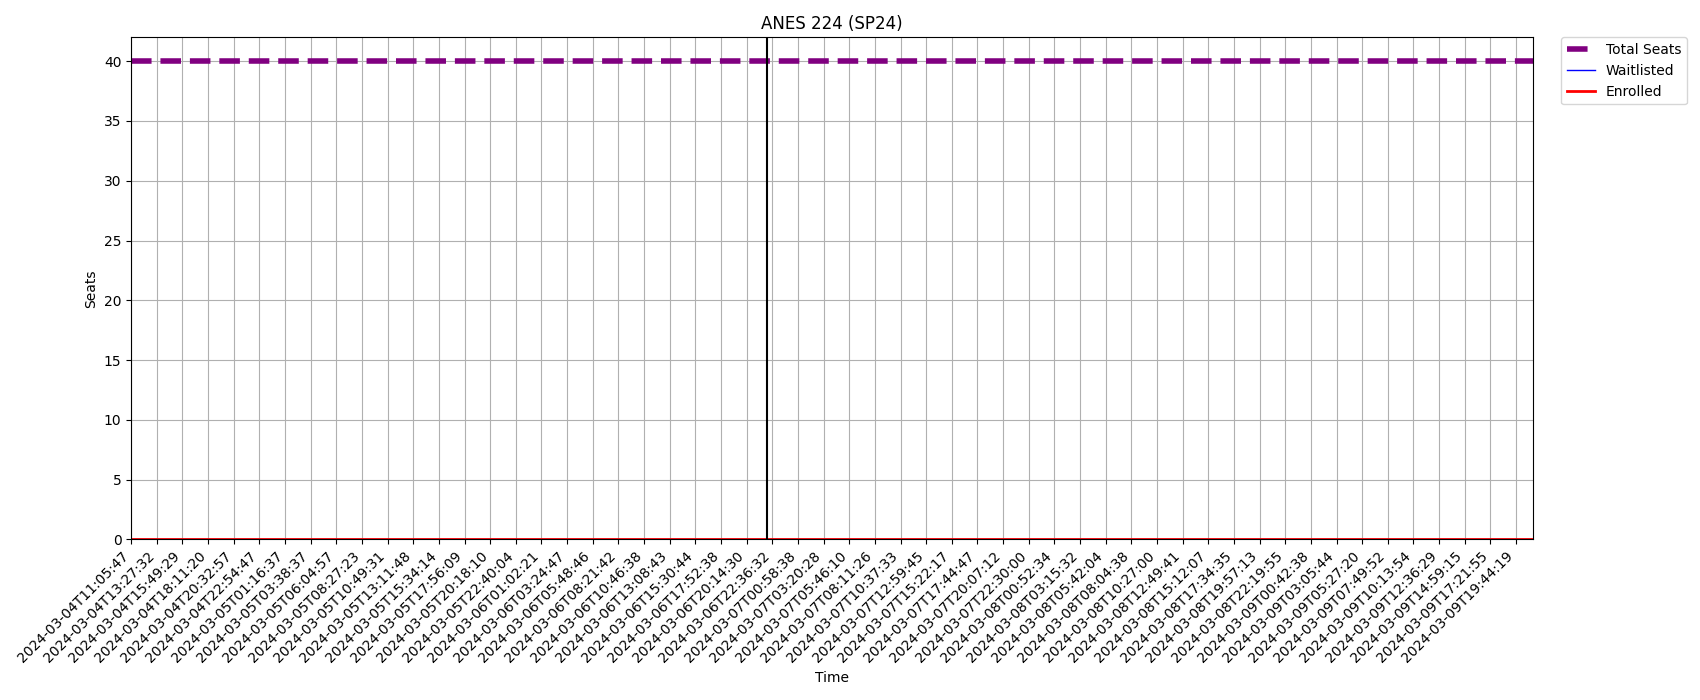 ANES 224 (SP24)
Total Seats
Waitlisted
Enrolled
Seats
40
35
30
25
20
15
10
5
0
2024-03-04T11:05:47
2024-03-04T13:27:32
2024-03-04T15:49:29
2024-03-04T18:11:20
2024-03-04T20:32:57
2024-03-04T22:54:47
2024-03-05T01:16:37
2024-03-05T03:38:37
2024-03-05T06:04:57
2024-03-05T08:27:23
2024-03-05T10:49:31
2024-03-05T13:11:48
2024-03-05T15:34:14
2024-03-05T17:56:09
2024-03-05T20:18:10
2024-03-05T22:40:04
2024-03-06T01:02:21
2024-03-06T03:24:47
2024-03-06T05:48:46
2024-03-06T08:21:42
2024-03-06T10:46:38
2024-03-06T13:08:43
2024-03-06T15:30:44
2024-03-06T17:52:38
2024-03-06T20:14:30
2024-03-06T22:36:32
2024-03-07T00:58:38
2024-03-07T03:20:28
2024-03-07T05:46:10
2024-03-07T08:11:26
2024-03-07T10:37:33
2024-03-07T12:59:45
2024-03-07T15:22:17
2024-03-07T17:44:47
2024-03-07T20:07:12
2024-03-07T22:30:00
2024-03-08T00:52:34
2024-03-08T03:15:32
2024-03-08T05:42:04
2024-03-08T08:04:38
2024-03-08T10:27:00
2024-03-08T12:49:41
2024-03-08T15:12:07
2024-03-08T17:34:35
2024-03-08T19:57:13
2024-03-08T22:19:55
2024-03-09T00:42:38
2024-03-09T03:05:44
2024-03-09T05:27:20
2024-03-09T07:49:52
2024-03-09T10:13:54
2024-03-09T12:36:29
2024-03-09T14:59:15
2024-03-09T17:21:55
2024-03-09T19:44:19
Time